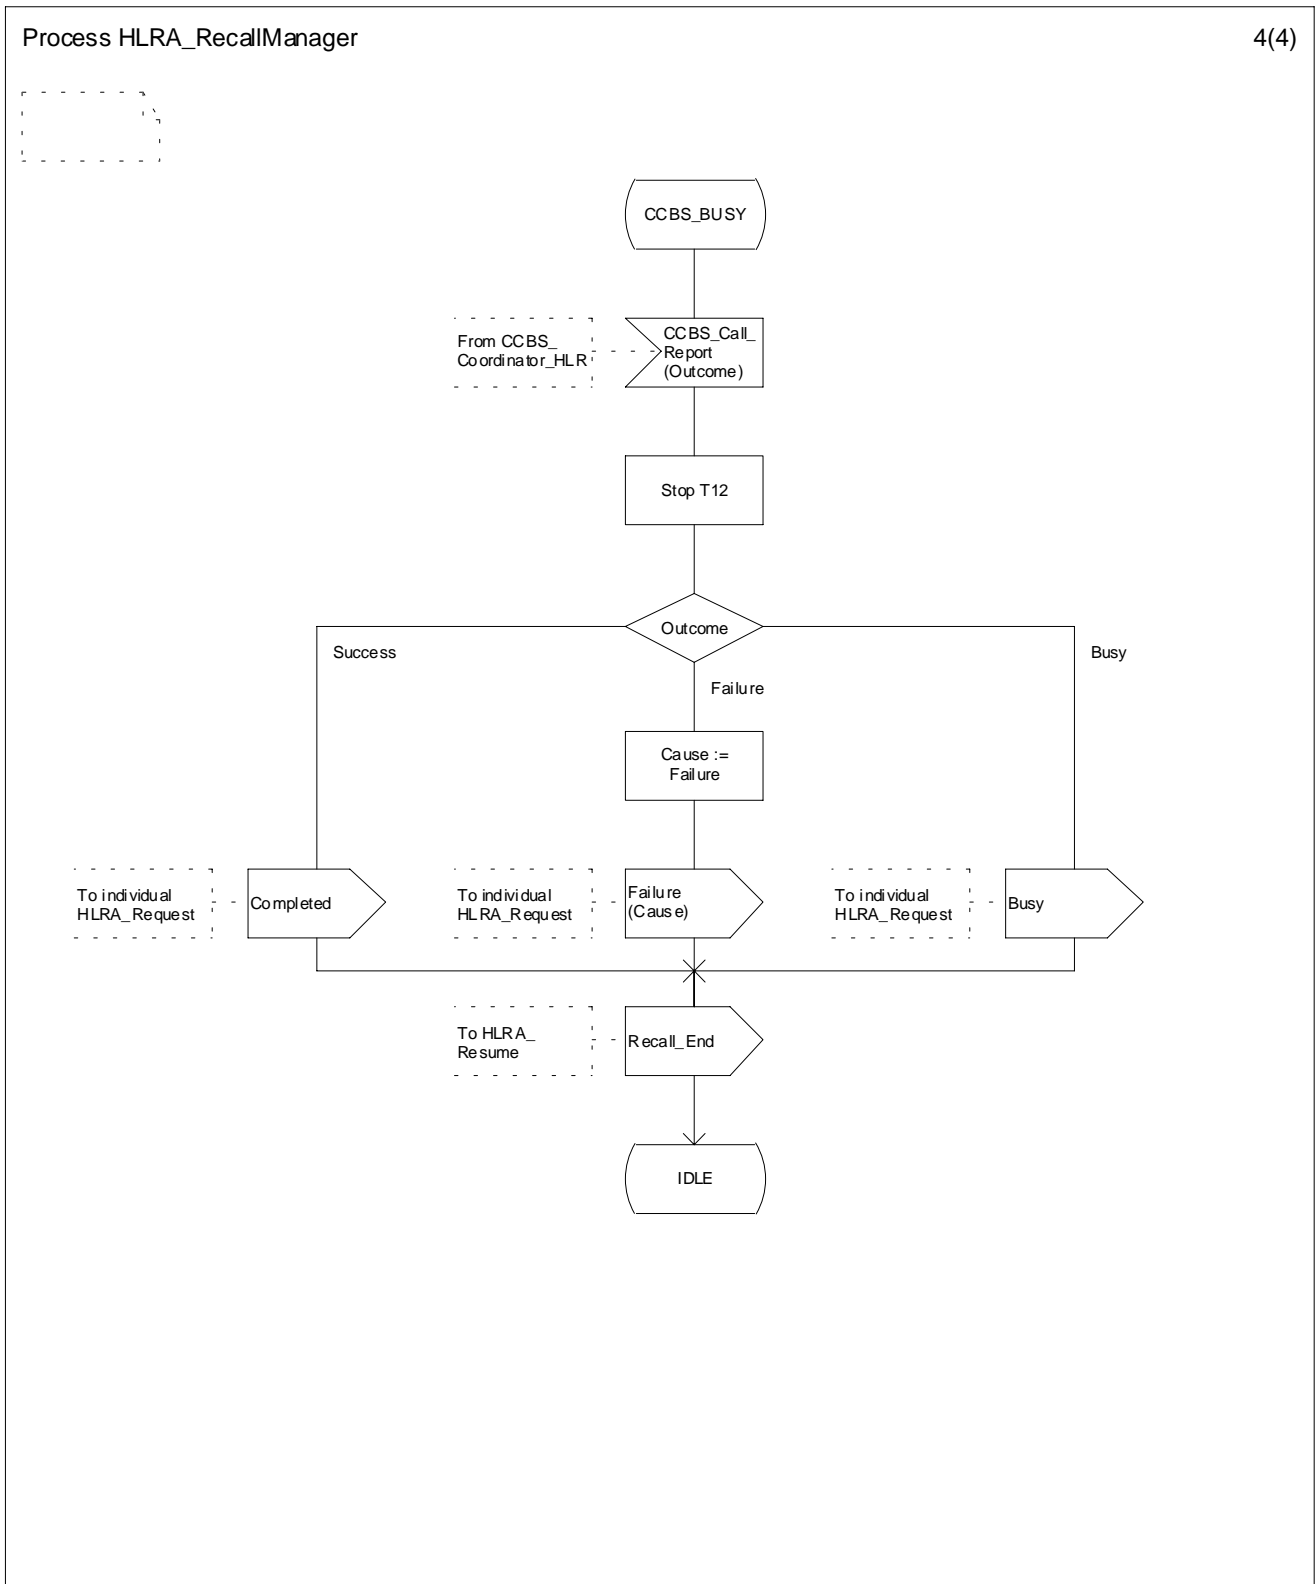 Process HLRA_RecallManager
4(4)
CCBS_BUSY
From CCBS_
Coordinator_HLR
CCBS_Call_
Report
(Outcome)
Stop T12
Outcome
Success
Busy
Failure
Cause :=
Failure
To individual
HLRA_Request
Completed
To individual
HLRA_Request
Failure
(Cause)
To individual
HLRA_Request
Busy
To HLRA_
Resume
Recall_End
IDLE